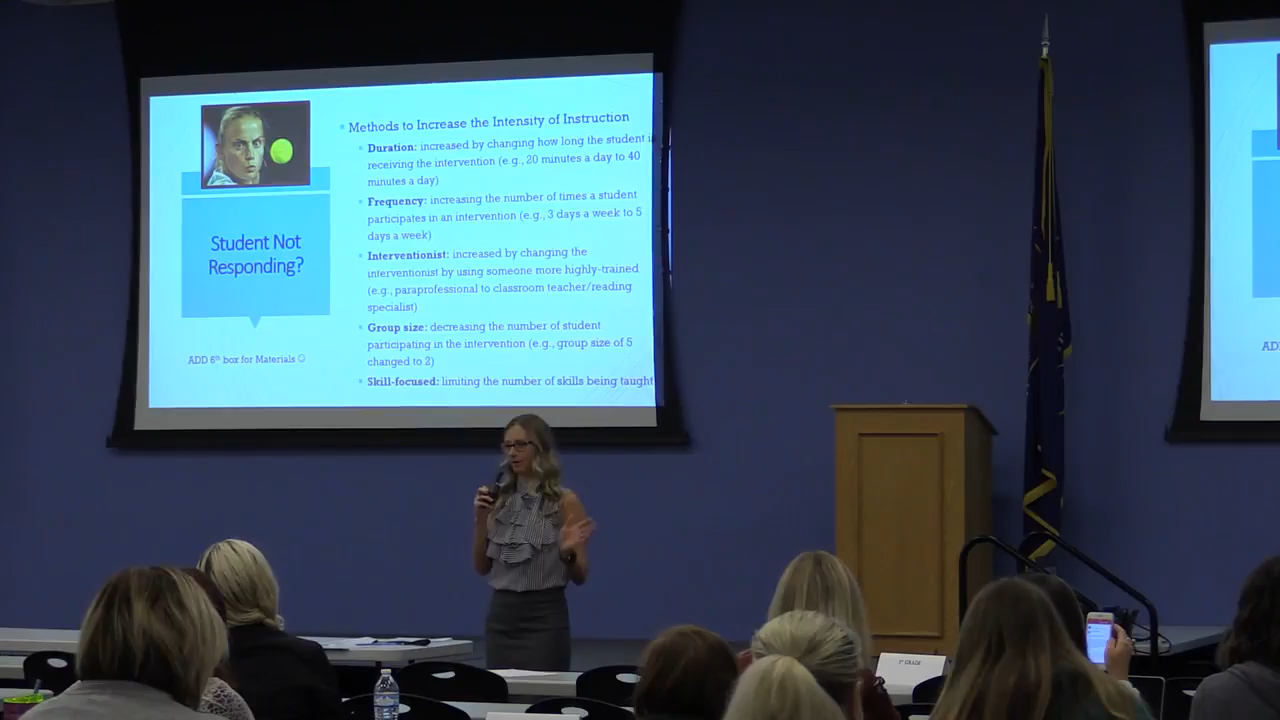 Methods to Increase the Intensity of Instruction
Duration: increased by changing how long the student is
receiving the intervention (e.g., 20 minutes a day to 40
minutes a day)
Frequency: increasing the number of times a student
participates in an intervention (e.g., 3 days a week to 5
days a week)
Interventionist: increased by changing the
interventionist by using someone more highly-trained
(e.g., paraprofessional to classroom teacher/reading
specialist)
Group size: decreasing the number of student
participating in the intervention (e.g., group size of 5
changed to 2)
Skill-focused: limiting the number of skills being taught
Student Not
Responding?
ADD 6th box for Materials ☺
AD
1st GRADE